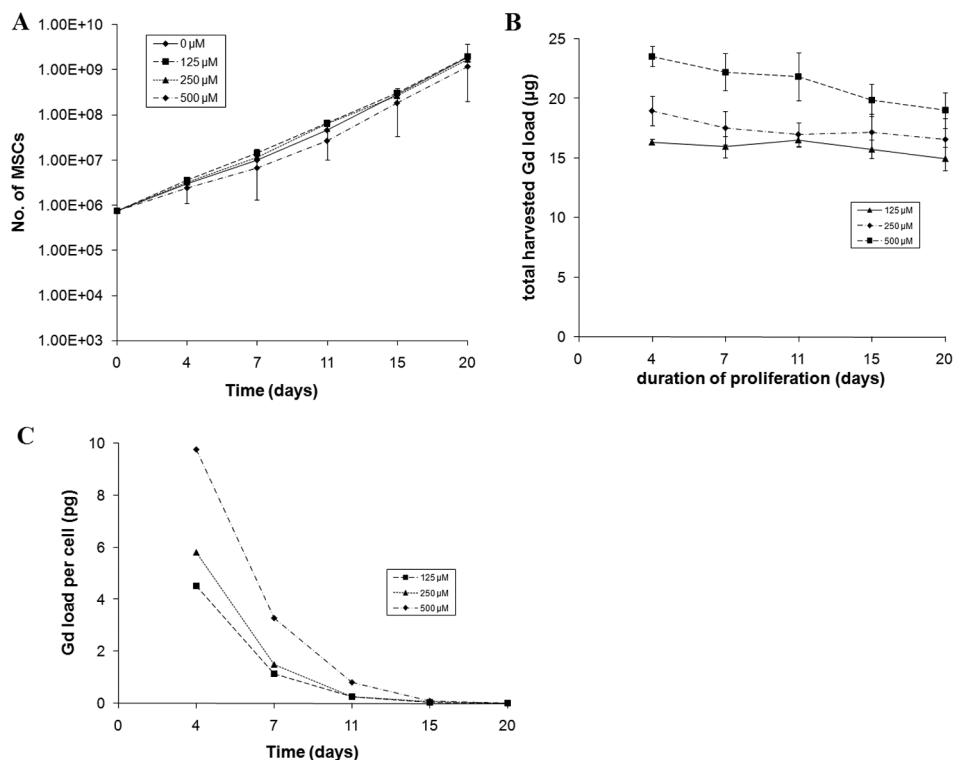 A
1.00E+10
1.00E+09
1.00E+08
1.00E+07
1.00E+06
1.00E+05
1.00E+04
1.00E+03
No. of MSCs
0 µM
125 µM
250 µM
500 µM
0 4 7 11 15 20
Time (days)
B
25
20
15
10
5
0
total harvested Gd load (µg)
125 µM
250 µM
500 µM
0 4 7 11 15 20
duration of proliferation (days)
C
10
8
6
4
2
0
Gd load per cell (pg)
125 µM
250 µM
500 µM
0 4 7 11 15 20
Time (days)